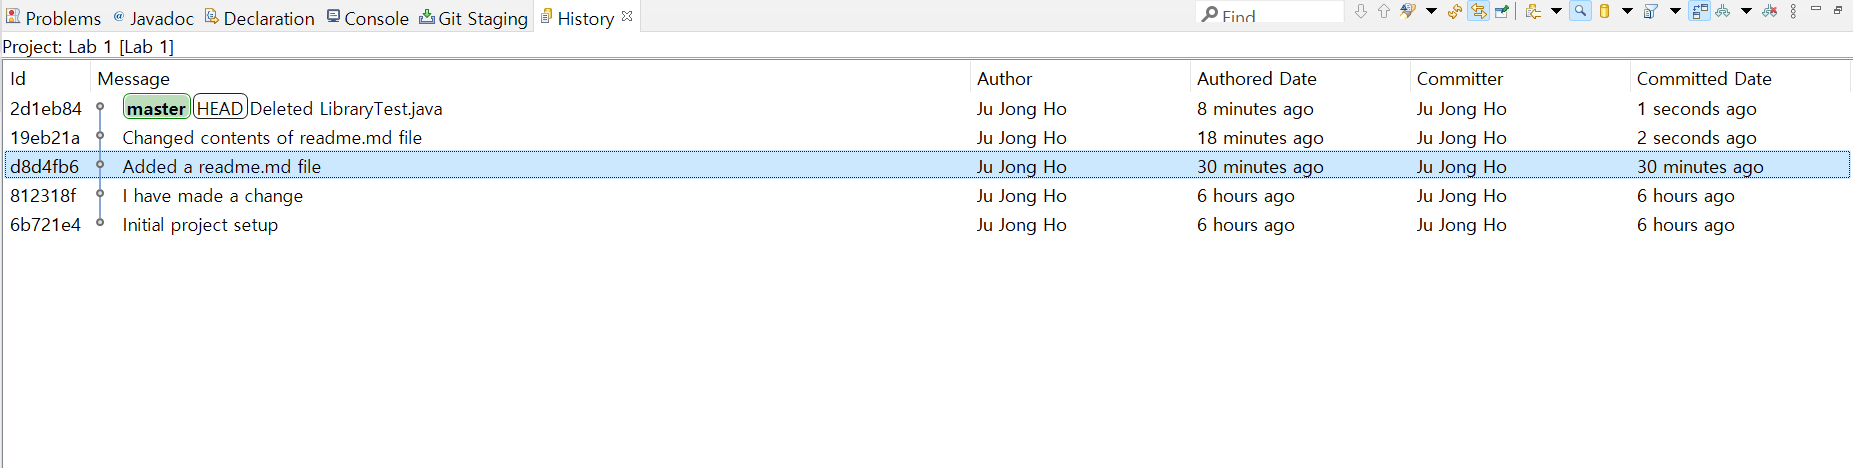 Problems @ Javadoc Declaration Console Git Staging History Find
Project: Lab 1 [Lab 1]
Id Message Author Authored Date Committer Committed Date
2d1eb84 master HEAD Deleted LibraryTest.java Ju Jong Ho 8 minutes ago Ju Jong Ho 1 seconds ago
19eb21a Changed contents of readme.md file Ju Jong Ho 18 minutes ago Ju Jong Ho 2 seconds ago
d8d4fb6 Added a readme.md file Ju Jong Ho 30 minutes ago Ju Jong Ho 30 minutes ago
812318f I have made a change Ju Jong Ho 6 hours ago Ju Jong Ho 6 hours ago
6b721e4 Initial project setup Ju Jong Ho 6 hours ago Ju Jong Ho 6 hours ago